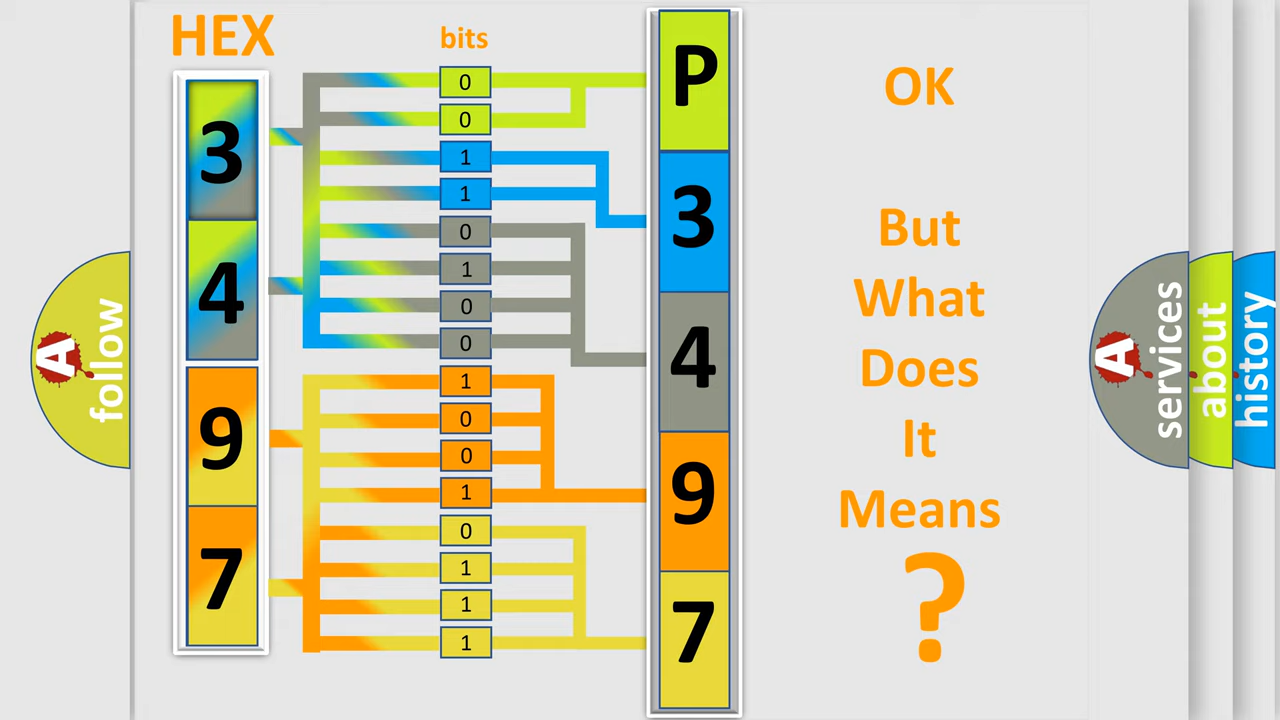 HEX
bits
3
4
9
7
0
0
1
1
0
1
0
0
1
0
0
1
0
1
1
1
P
3
4
9
7
OK
But
What
Does
It
Means
?
A
follow
A
services
about
history